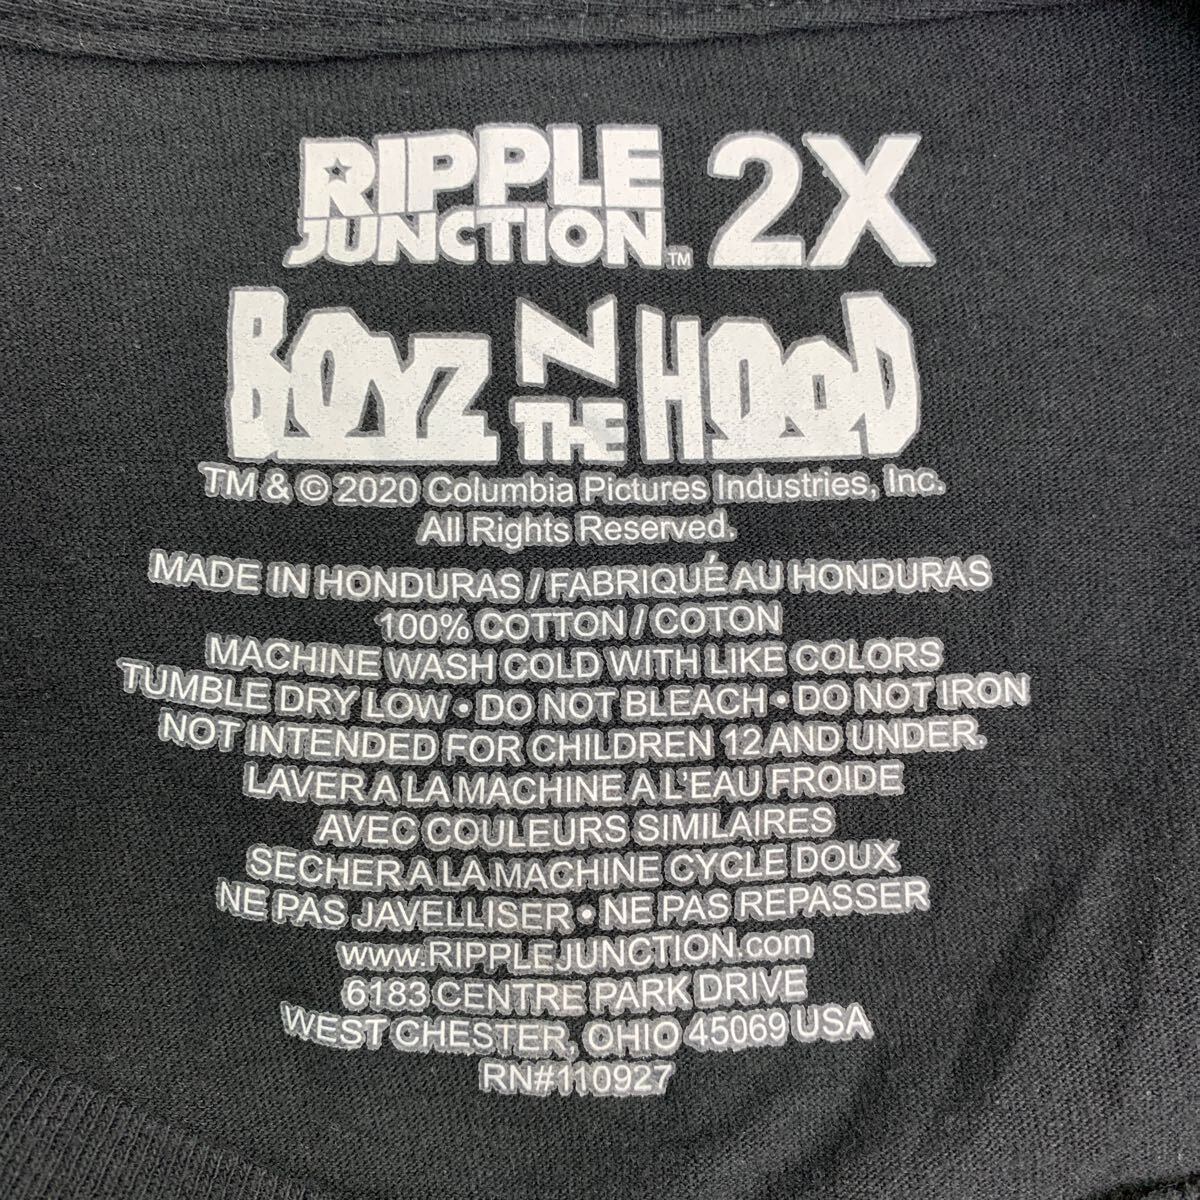 RIPPLE JUNCTION™ 2X
BOYZ N THE HOOD
TM & © 2020 Columbia Pictures Industries, Inc.
All Rights Reserved.
MADE IN HONDURAS / FABRIQUÉ AU HONDURAS
100% COTTON / COTON
MACHINE WASH COLD WITH LIKE COLORS
TUMBLE DRY LOW • DO NOT BLEACH • DO NOT IRON
NOT INTENDED FOR CHILDREN 12 AND UNDER.
LAVER A LA MACHINE A L'EAU FROIDE
AVEC COULEURS SIMILAIRES
SECHER A LA MACHINE CYCLE DOUX
NE PAS JAVELLISER • NE PAS REPASSER
www.RIPPLEJUNCTION.com
6183 CENTRE PARK DRIVE
WEST CHESTER, OHIO 45069 USA
RN#110927